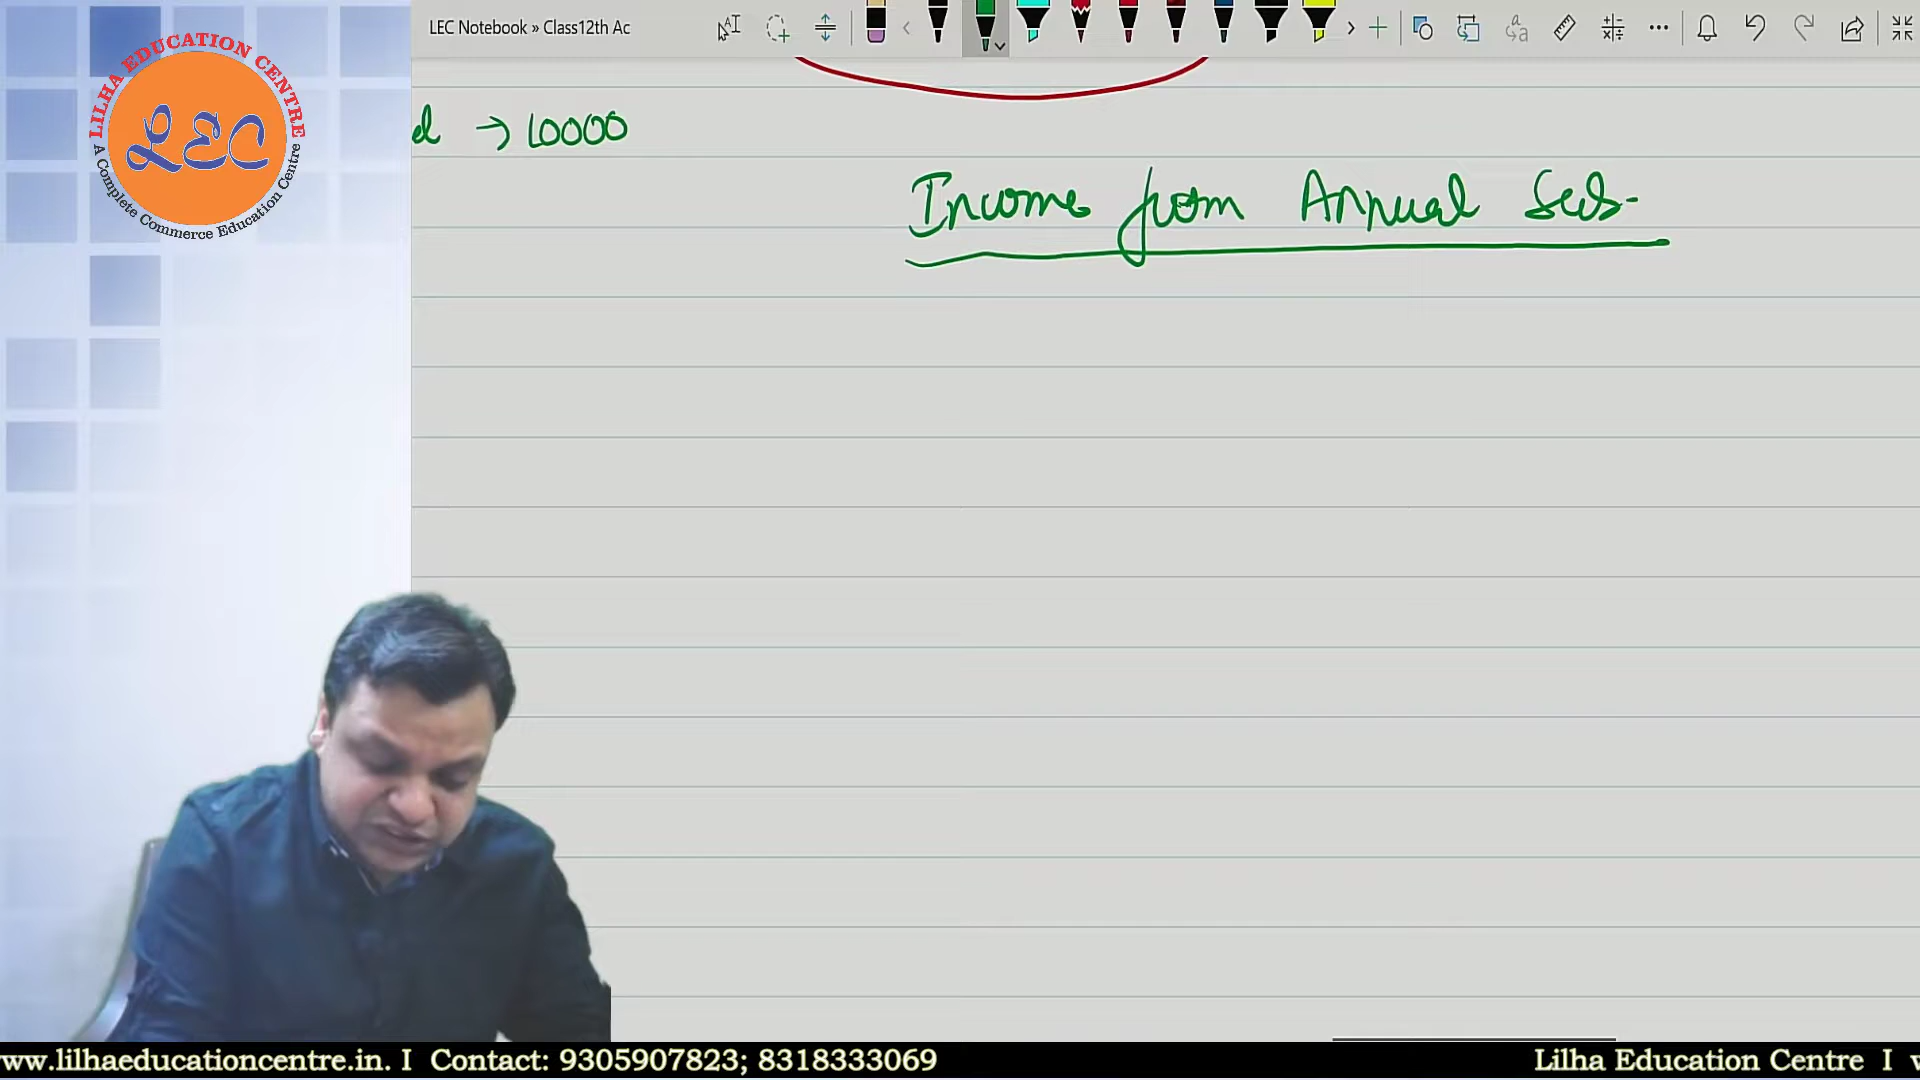 LEC Notebook » Class12th Ac
LILHA EDUCATION CENTRE
LEC
A Complete Commerce Education Centre
d → 10000
Income from Annual Subs.
www.lilhaeducationcentre.in. I Contact: 9305907823; 8318333069
Lilha Education Centre I